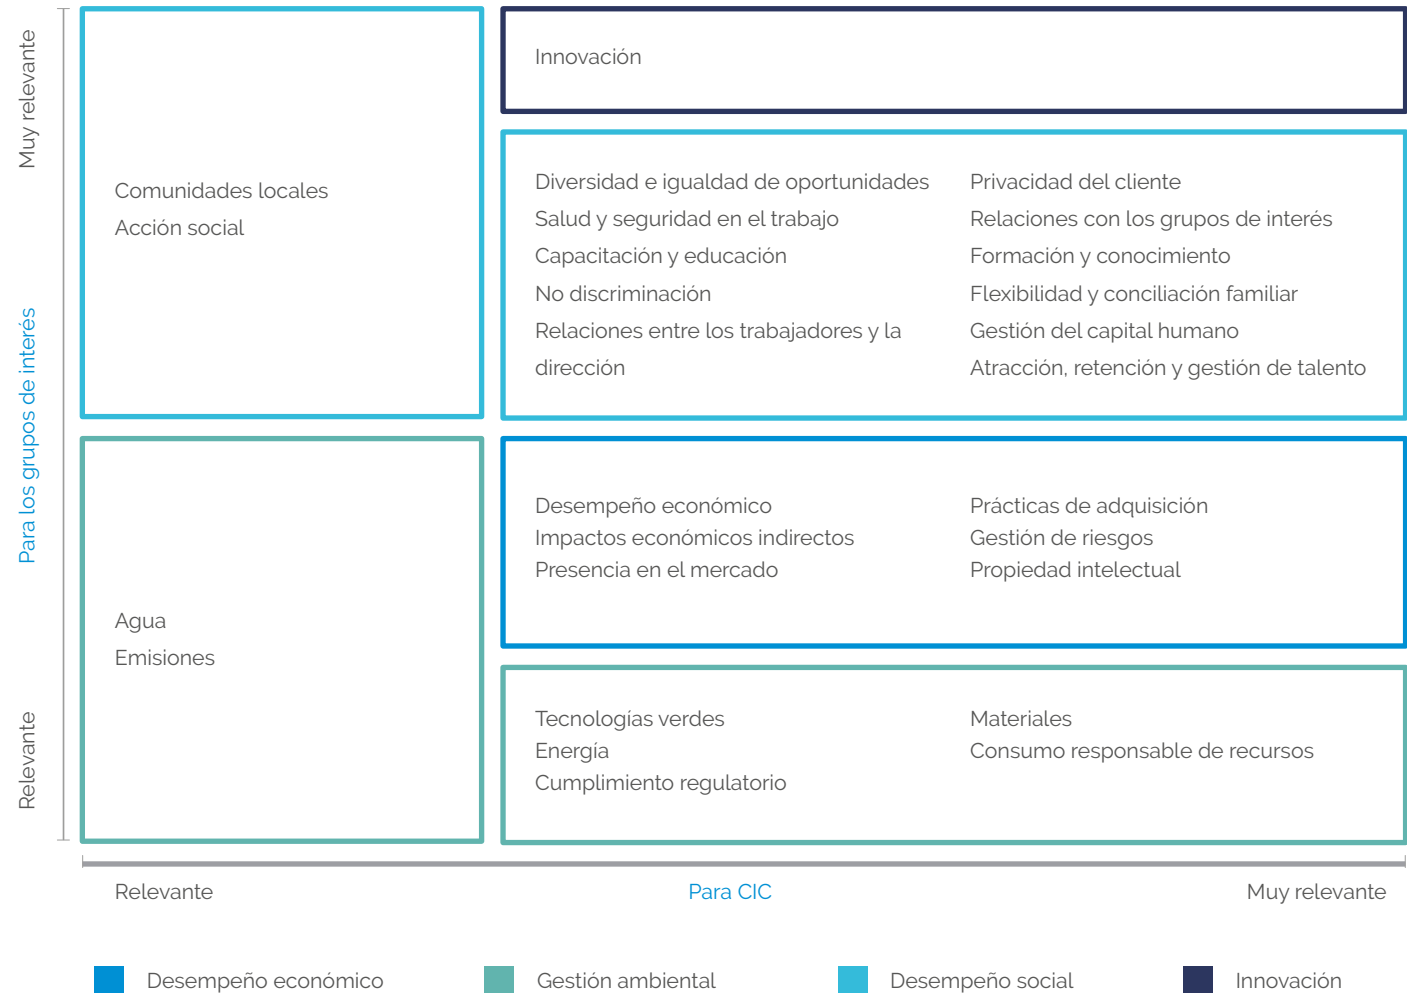 Muy relevante
Para los grupos de interés
Relevante
Comunidades locales
Acción social
Innovación
Diversidad e igualdad de oportunidades
Salud y seguridad en el trabajo
Capacitación y educación
No discriminación
Relaciones entre los trabajadores y la
dirección
Privacidad del cliente
Relaciones con los grupos de interés
Formación y conocimiento
Flexibilidad y conciliación familiar
Gestión del capital humano
Atracción, retención y gestión de talento
Agua
Emisiones
Desempeño económico
Impactos económicos indirectos
Presencia en el mercado
Prácticas de adquisición
Gestión de riesgos
Propiedad intelectual
Tecnologías verdes
Energía
Cumplimiento regulatorio
Materiales
Consumo responsable de recursos
Relevante
Para CIC
Muy relevante
Desempeño económico
Gestión ambiental
Desempeño social
Innovación